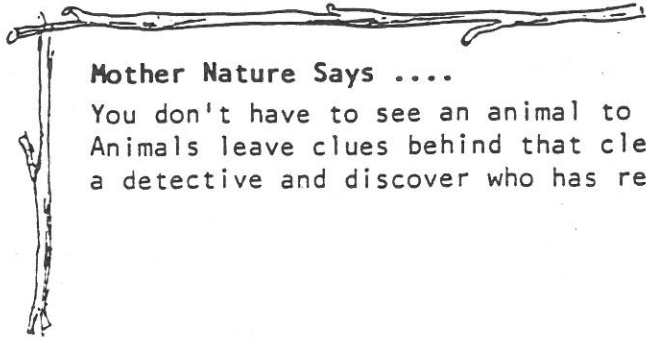 Mother Nature Says ....
You don't have to see an animal to
Animals leave clues behind that cle
a detective and discover who has re